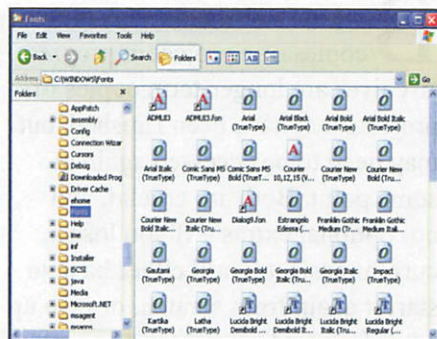 Fonts
File Edit View Favorites Tools Help
Back Search Folders
Address C:\WINDOWS\Fonts Go
Folders
AppPatch
assembly
Config
Connection Wizar
Cursors
Debug
Downloaded Prog
Driver Cache
ehome
Fonts
Help
ime
inf
Installer
iSCSI
java
Media
Microsoft.NET
msagent
msapps
ADMUI3 ADMUI3.fon Arial (TrueType) Arial Black (TrueType) Arial Bold (TrueType) Arial Bold Italic (TrueType)
Arial Italic (TrueType) Comic Sans MS (TrueType) Comic Sans MS Bold (TrueT... Courier 10,12,15 (V... Courier New (TrueType) Courier New Bold (Tru...
Courier New Bold Italic... Courier New Italic (Tru... Dialog9.fon Estrangelo Edessa (... Franklin Gothic Medium (Tr... Franklin Gothic Medium Ital...
Gautami (TrueType) Georgia (TrueType) Georgia Bold (TrueType) Georgia Bold Italic (Tru... Georgia Italic (TrueType) Impact (TrueType)
Kartika (TrueType) Latha (TrueType) Lucida Bright Demibold ... Lucida Bright Demibold It... Lucida Bright Italic (Tru... Lucida Bright Regular (...